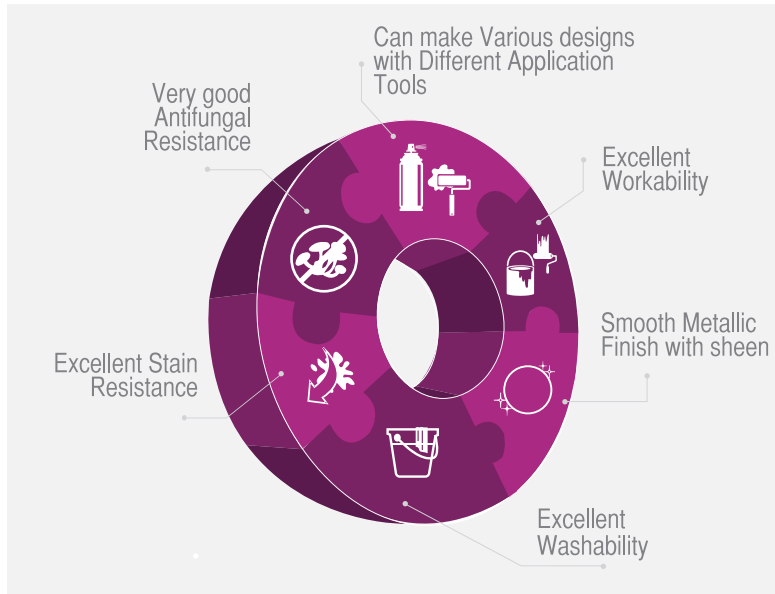 Can make Various designs
with Different Application
Tools
Very good
Antifungal
Resistance
Excellent
Workability
Smooth Metallic
Finish with sheen
Excellent Stain
Resistance
Excellent
Washability